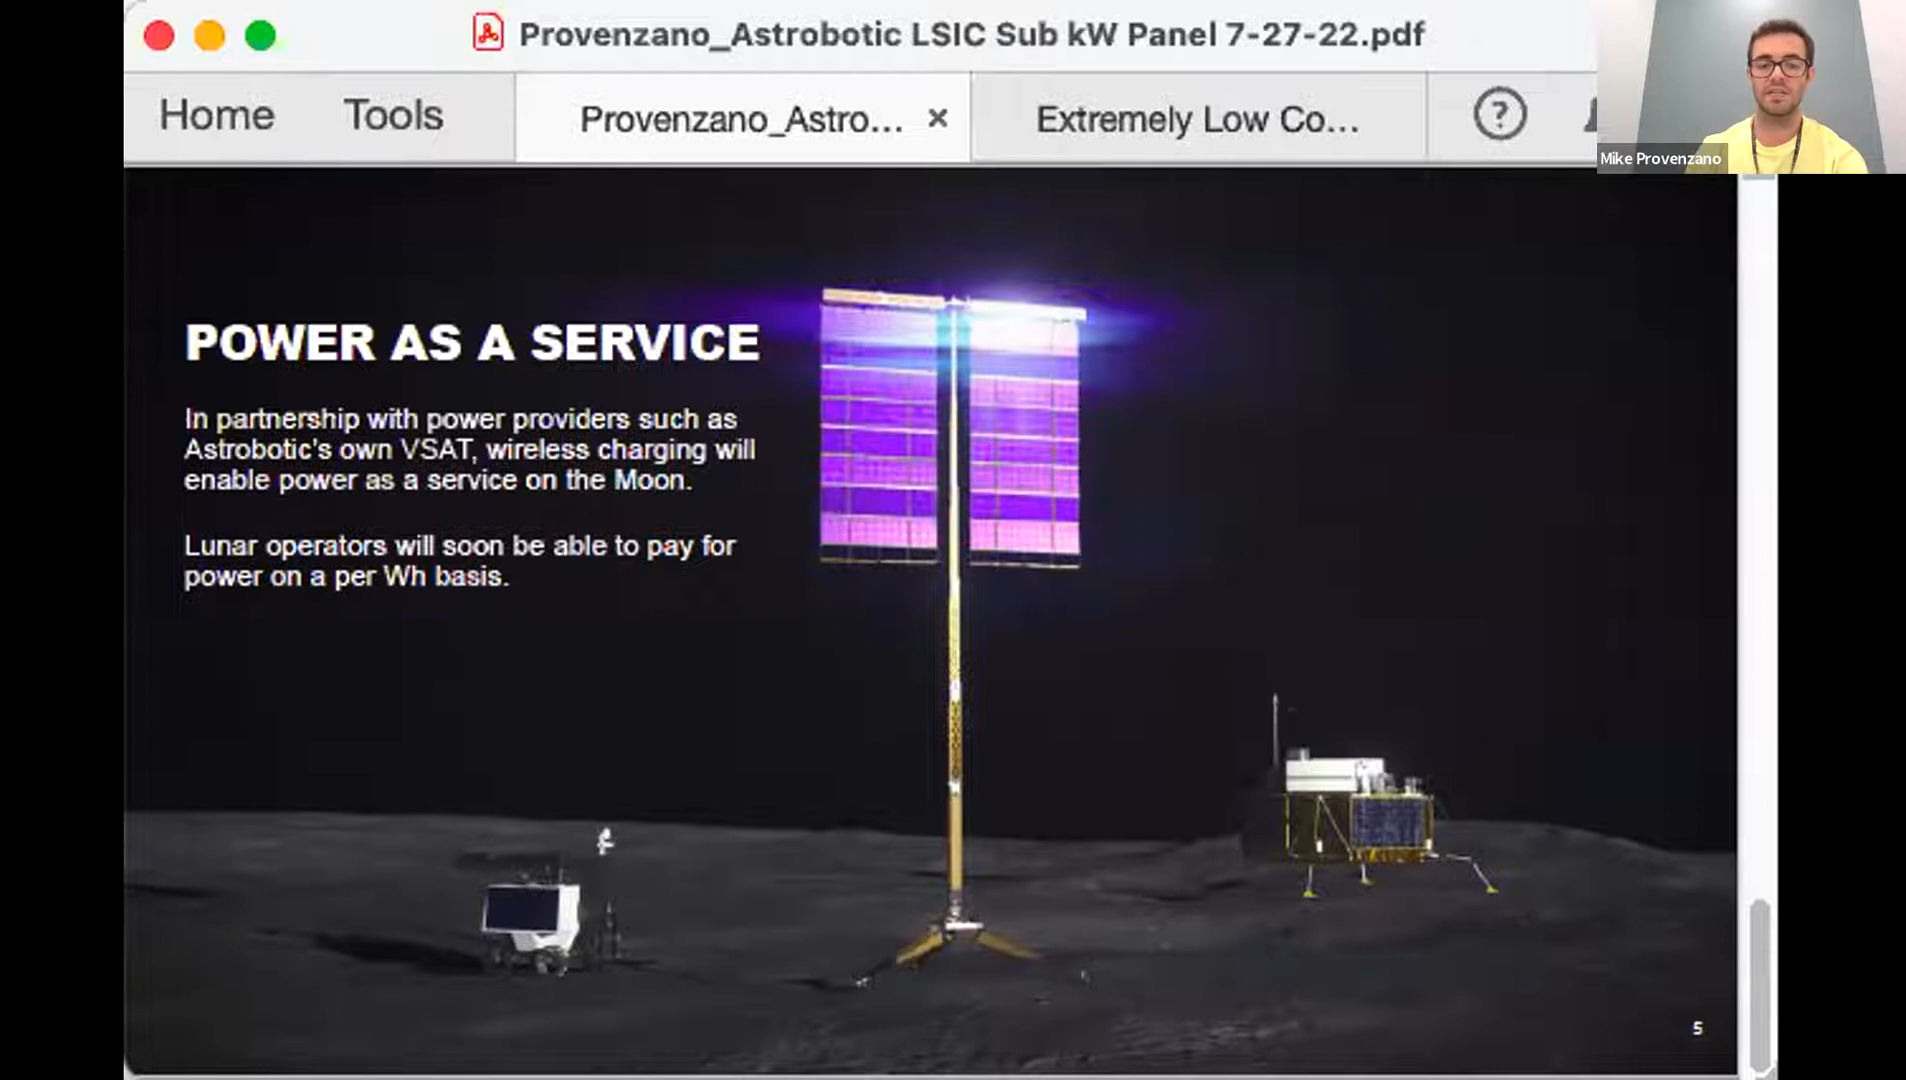 Provenzano_Astrobotic LSIC Sub kW Panel 7-27-22.pdf
Home Tools Provenzano_Astro... × Extremely Low Co... ?
Mike Provenzano
POWER AS A SERVICE
In partnership with power providers such as
Astrobotic's own VSAT, wireless charging will
enable power as a service on the Moon.
Lunar operators will soon be able to pay for
power on a per Wh basis.
5